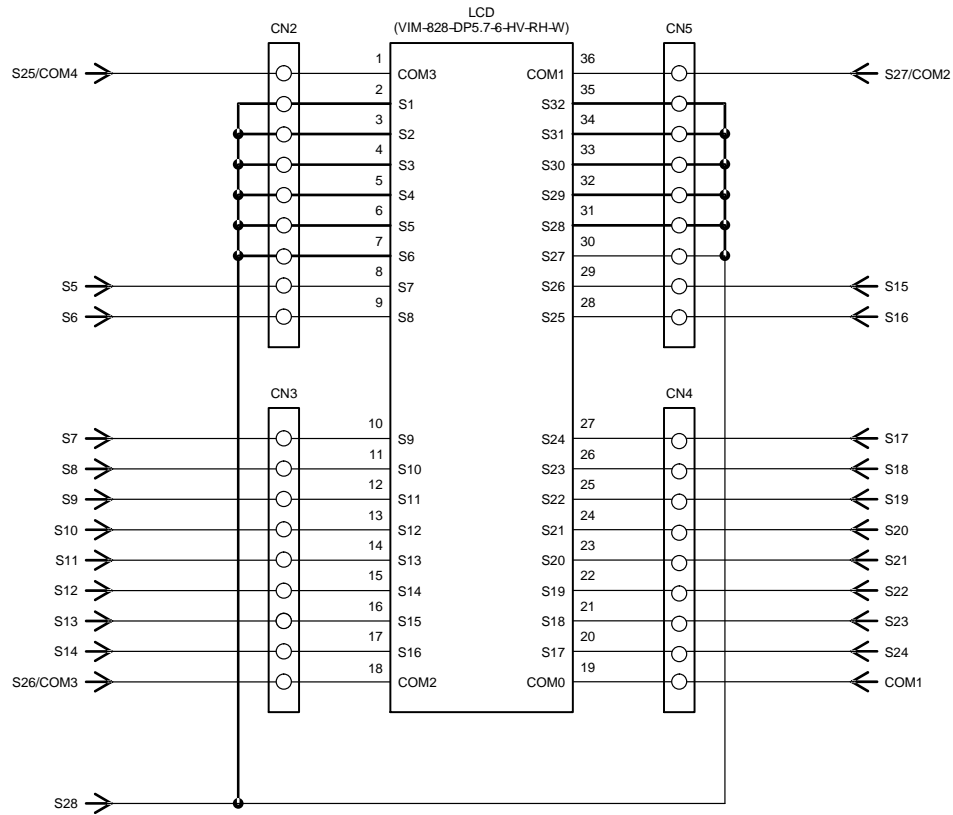 LCD
(VIM-828-DP5.7-6-HV-RH-W)
CN2
CN5
1
36
S25/COM4
COM3
COM1
S27/COM2
2
35
S1
S32
3
34
S2
S31
4
33
S3
S30
5
32
S4
S29
6
31
S5
S28
7
30
S6
S27
8
29
S5
S7
S26
S15
9
28
S6
S8
S25
S16
CN3
CN4
10
27
S7
S9
S24
S17
11
26
S8
S10
S23
S18
12
25
S9
S11
S22
S19
13
24
S10
S12
S21
S20
14
23
S11
S13
S20
S21
15
22
S12
S14
S19
S22
16
21
S13
S15
S18
S23
17
20
S14
S16
S17
S24
18
19
S26/COM3
COM2
COM0
COM1
S28